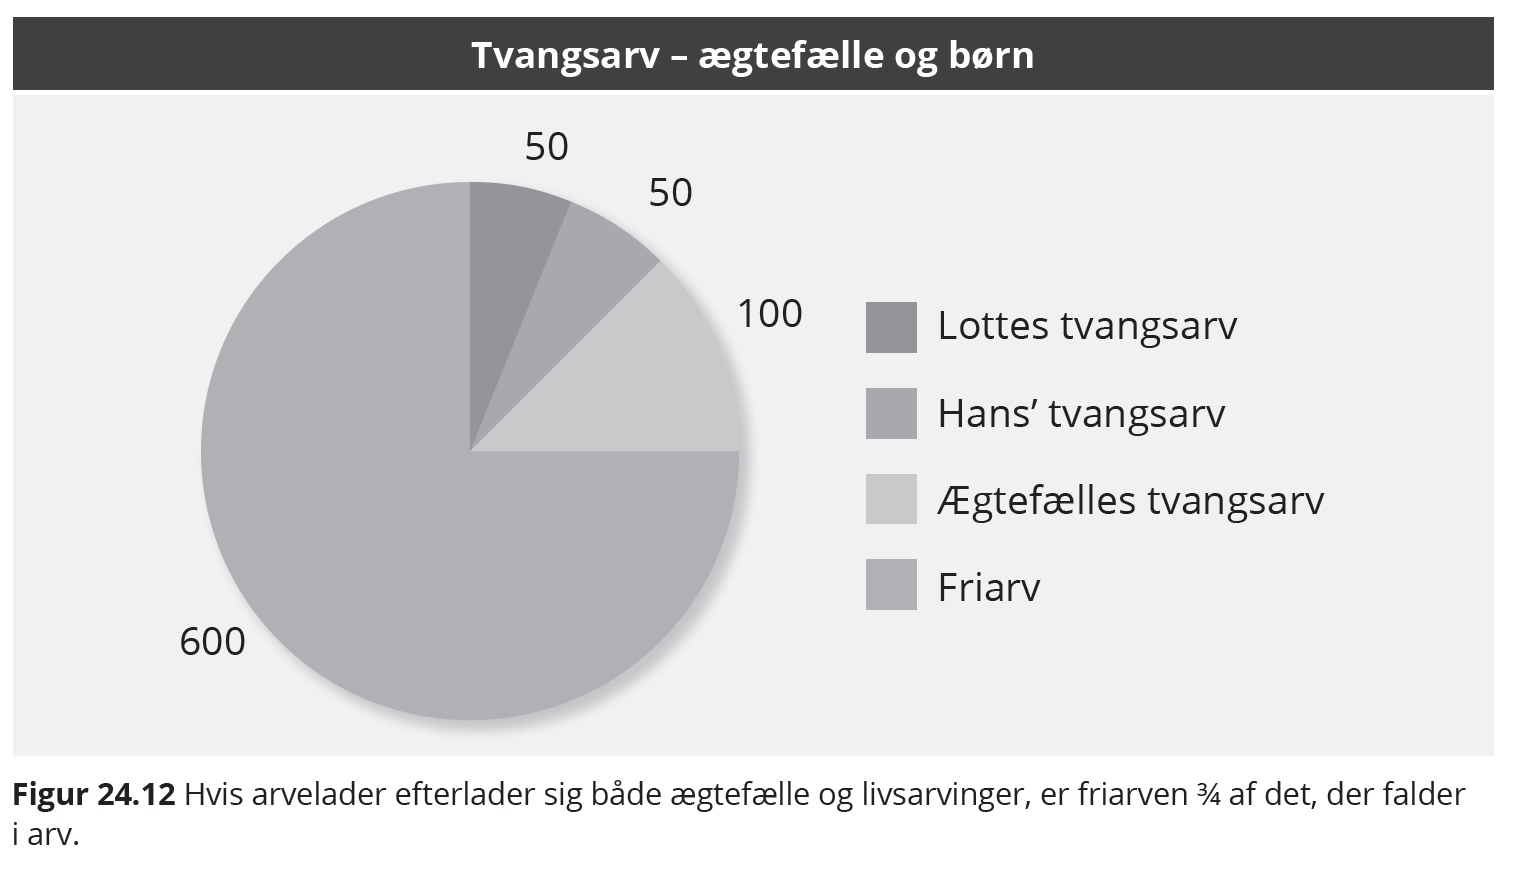 Tvangsarv – ægtefælle og børn
50
50
100
600
Lottes tvangsarv
Hans’ tvangsarv
Ægtefælles tvangsarv
Friarv
Figur 24.12 Hvis arvelader efterlader sig både ægtefælle og livsarvinger, er friarven ¾ af det, der falder
i arv.